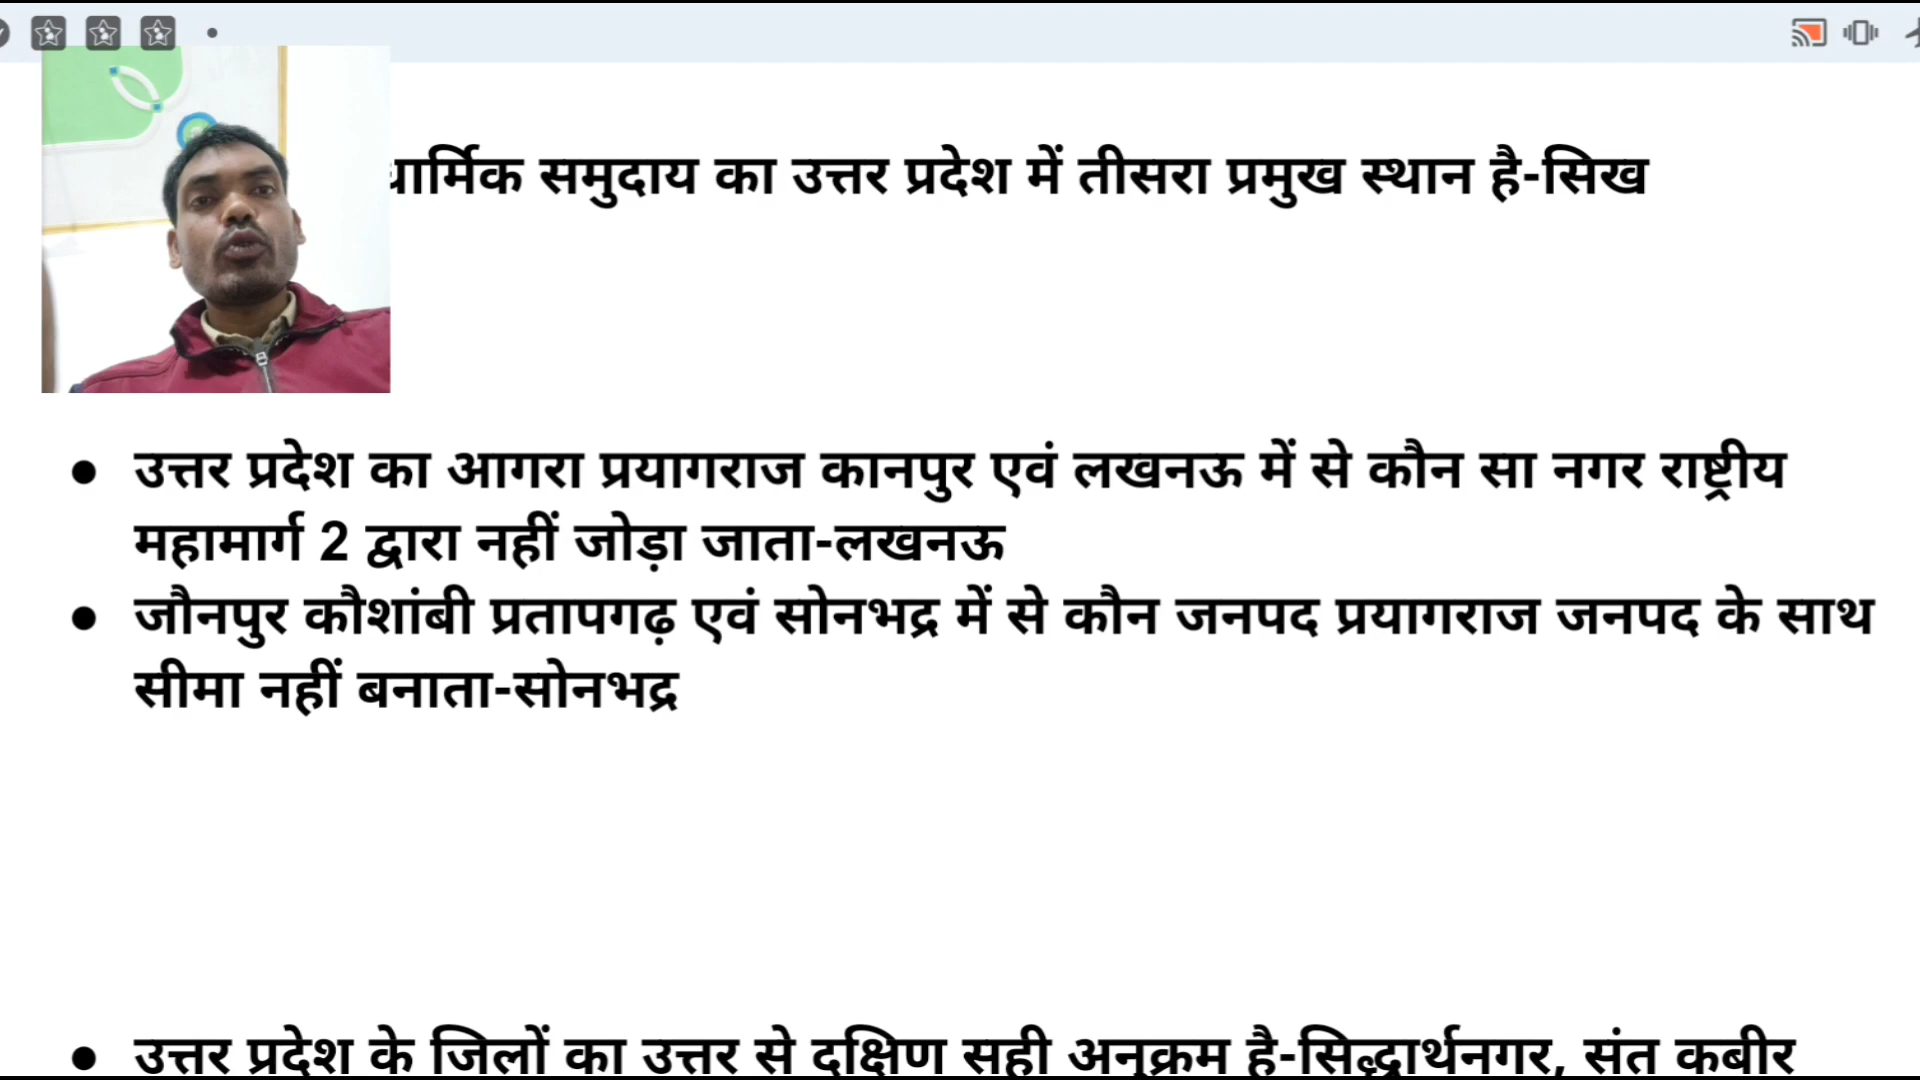 धार्मिक समुदाय का उत्तर प्रदेश में तीसरा प्रमुख स्थान है-सिख
● उत्तर प्रदेश का आगरा प्रयागराज कानपुर एवं लखनऊ में से कौन सा नगर राष्ट्रीय
महामार्ग 2 द्वारा नहीं जोड़ा जाता-लखनऊ
● जौनपुर कौशांबी प्रतापगढ़ एवं सोनभद्र में से कौन जनपद प्रयागराज जनपद के साथ
सीमा नहीं बनाता-सोनभद्र
● उत्तर प्रदेश के जिलों का उत्तर से दक्षिण सही अनुक्रम है-सिद्धार्थनगर, संत कबीर